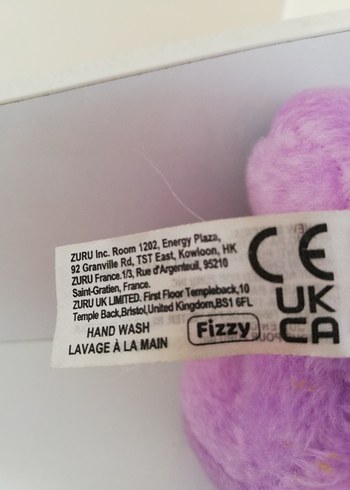 ZURU Inc. Room 1202, Energy Plaza,
92 Granville Rd, TST East, Kowloon, HK
ZURU France.1/3, Rue d'Argenteuil, 95210
Saint-Gratien, France.
ZURU UK LIMITED. First Floor Templeback,10
Temple Back,Bristol,United Kingdom,BS1 6FL
HAND WASH
LAVAGE À LA MAIN
Fizzy
CE
UK
CA